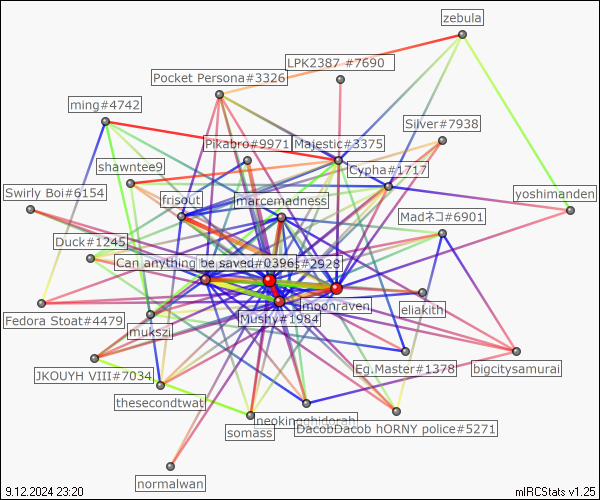 zebula
LPK2387 #7690
Pocket Persona#3326
ming#4742
Silver#7938
Pikabro#9971
Majestic#3375
shawntee9
Cypha#1717
Swirly Boi#6154
yoshimanden
frisout
marcemadness
Madネコ#6901
Duck#1245
Can anything be saved#0396
#2928
moonraven
eliakith
Fedora Stoat#4479
mukszi
Mushy#1984
JKOUYH VIII#7034
Eg.Master#1378
bigcitysamurai
thesecondtwat
neokingghidorah
DacobDacob hORNY police#5271
somass
normalwan
9.12.2024 23:20
mIRCStats v1.25